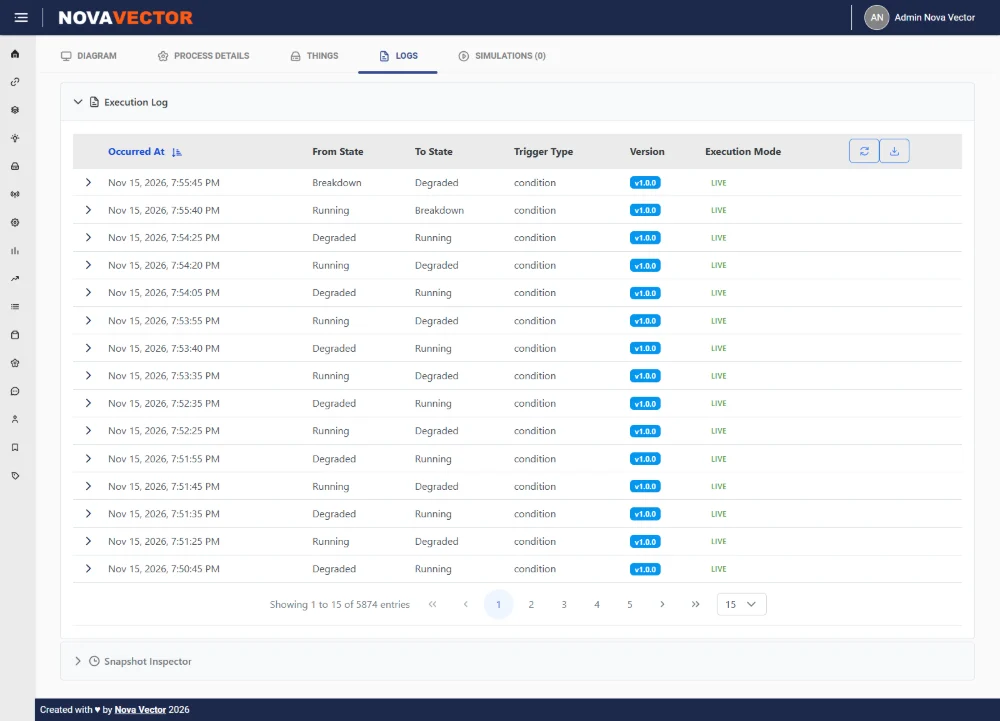 NOVAVECTOR
AN Admin Nova Vector
DIAGRAM PROCESS DETAILS THINGS LOGS SIMULATIONS (0)
Execution Log
Occurred At From State To State Trigger Type Version Execution Mode
Nov 15, 2026, 7:55:45 PM Breakdown Degraded condition v1.0.0 LIVE
Nov 15, 2026, 7:55:40 PM Running Breakdown condition v1.0.0 LIVE
Nov 15, 2026, 7:54:25 PM Degraded Running condition v1.0.0 LIVE
Nov 15, 2026, 7:54:20 PM Running Degraded condition v1.0.0 LIVE
Nov 15, 2026, 7:54:05 PM Degraded Running condition v1.0.0 LIVE
Nov 15, 2026, 7:53:55 PM Running Degraded condition v1.0.0 LIVE
Nov 15, 2026, 7:53:40 PM Degraded Running condition v1.0.0 LIVE
Nov 15, 2026, 7:53:35 PM Running Degraded condition v1.0.0 LIVE
Nov 15, 2026, 7:52:35 PM Degraded Running condition v1.0.0 LIVE
Nov 15, 2026, 7:52:25 PM Running Degraded condition v1.0.0 LIVE
Nov 15, 2026, 7:51:55 PM Degraded Running condition v1.0.0 LIVE
Nov 15, 2026, 7:51:45 PM Running Degraded condition v1.0.0 LIVE
Nov 15, 2026, 7:51:35 PM Degraded Running condition v1.0.0 LIVE
Nov 15, 2026, 7:51:25 PM Running Degraded condition v1.0.0 LIVE
Nov 15, 2026, 7:50:45 PM Degraded Running condition v1.0.0 LIVE
Showing 1 to 15 of 5874 entries « ‹ 1 2 3 4 5 › » 15
Snapshot Inspector
Created with ♥ by Nova Vector 2026